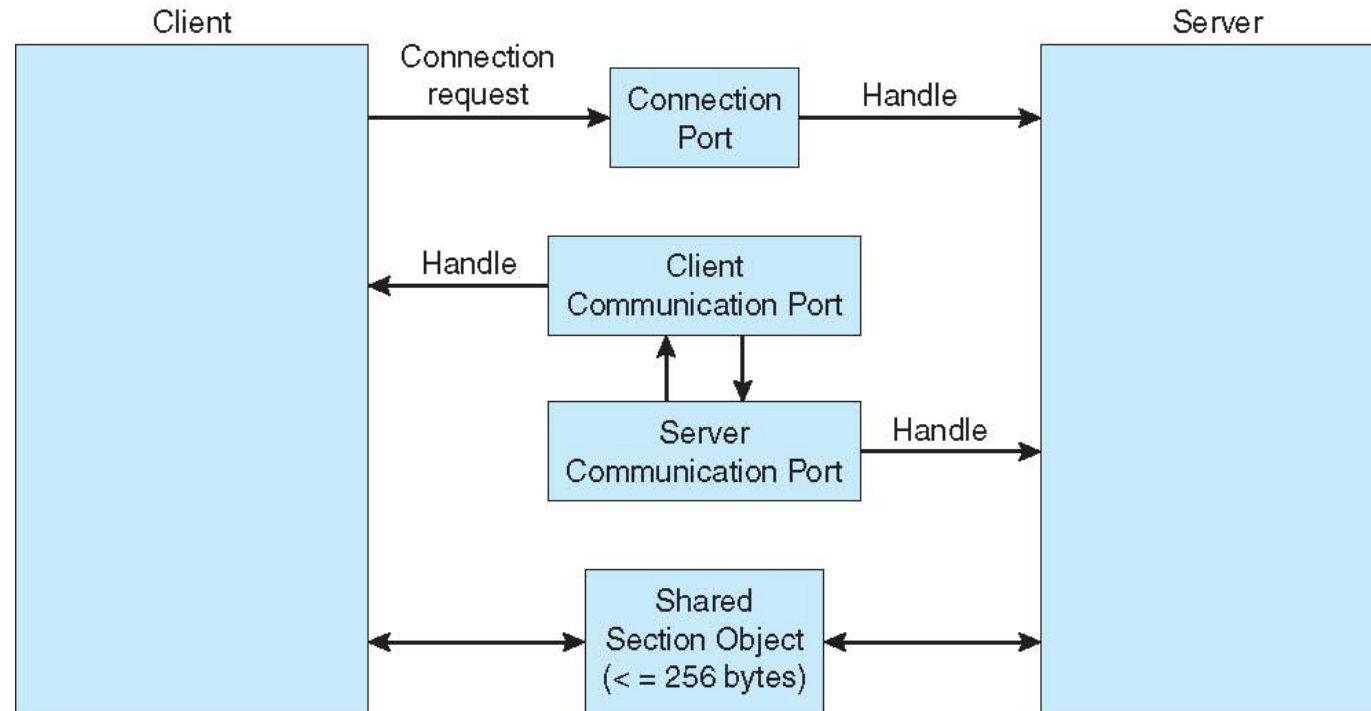 Client
Server
Connection
request
Connection
Port
Handle
Handle
Client
Communication Port
Server
Communication Port
Handle
Shared
Section Object
(< = 256 bytes)